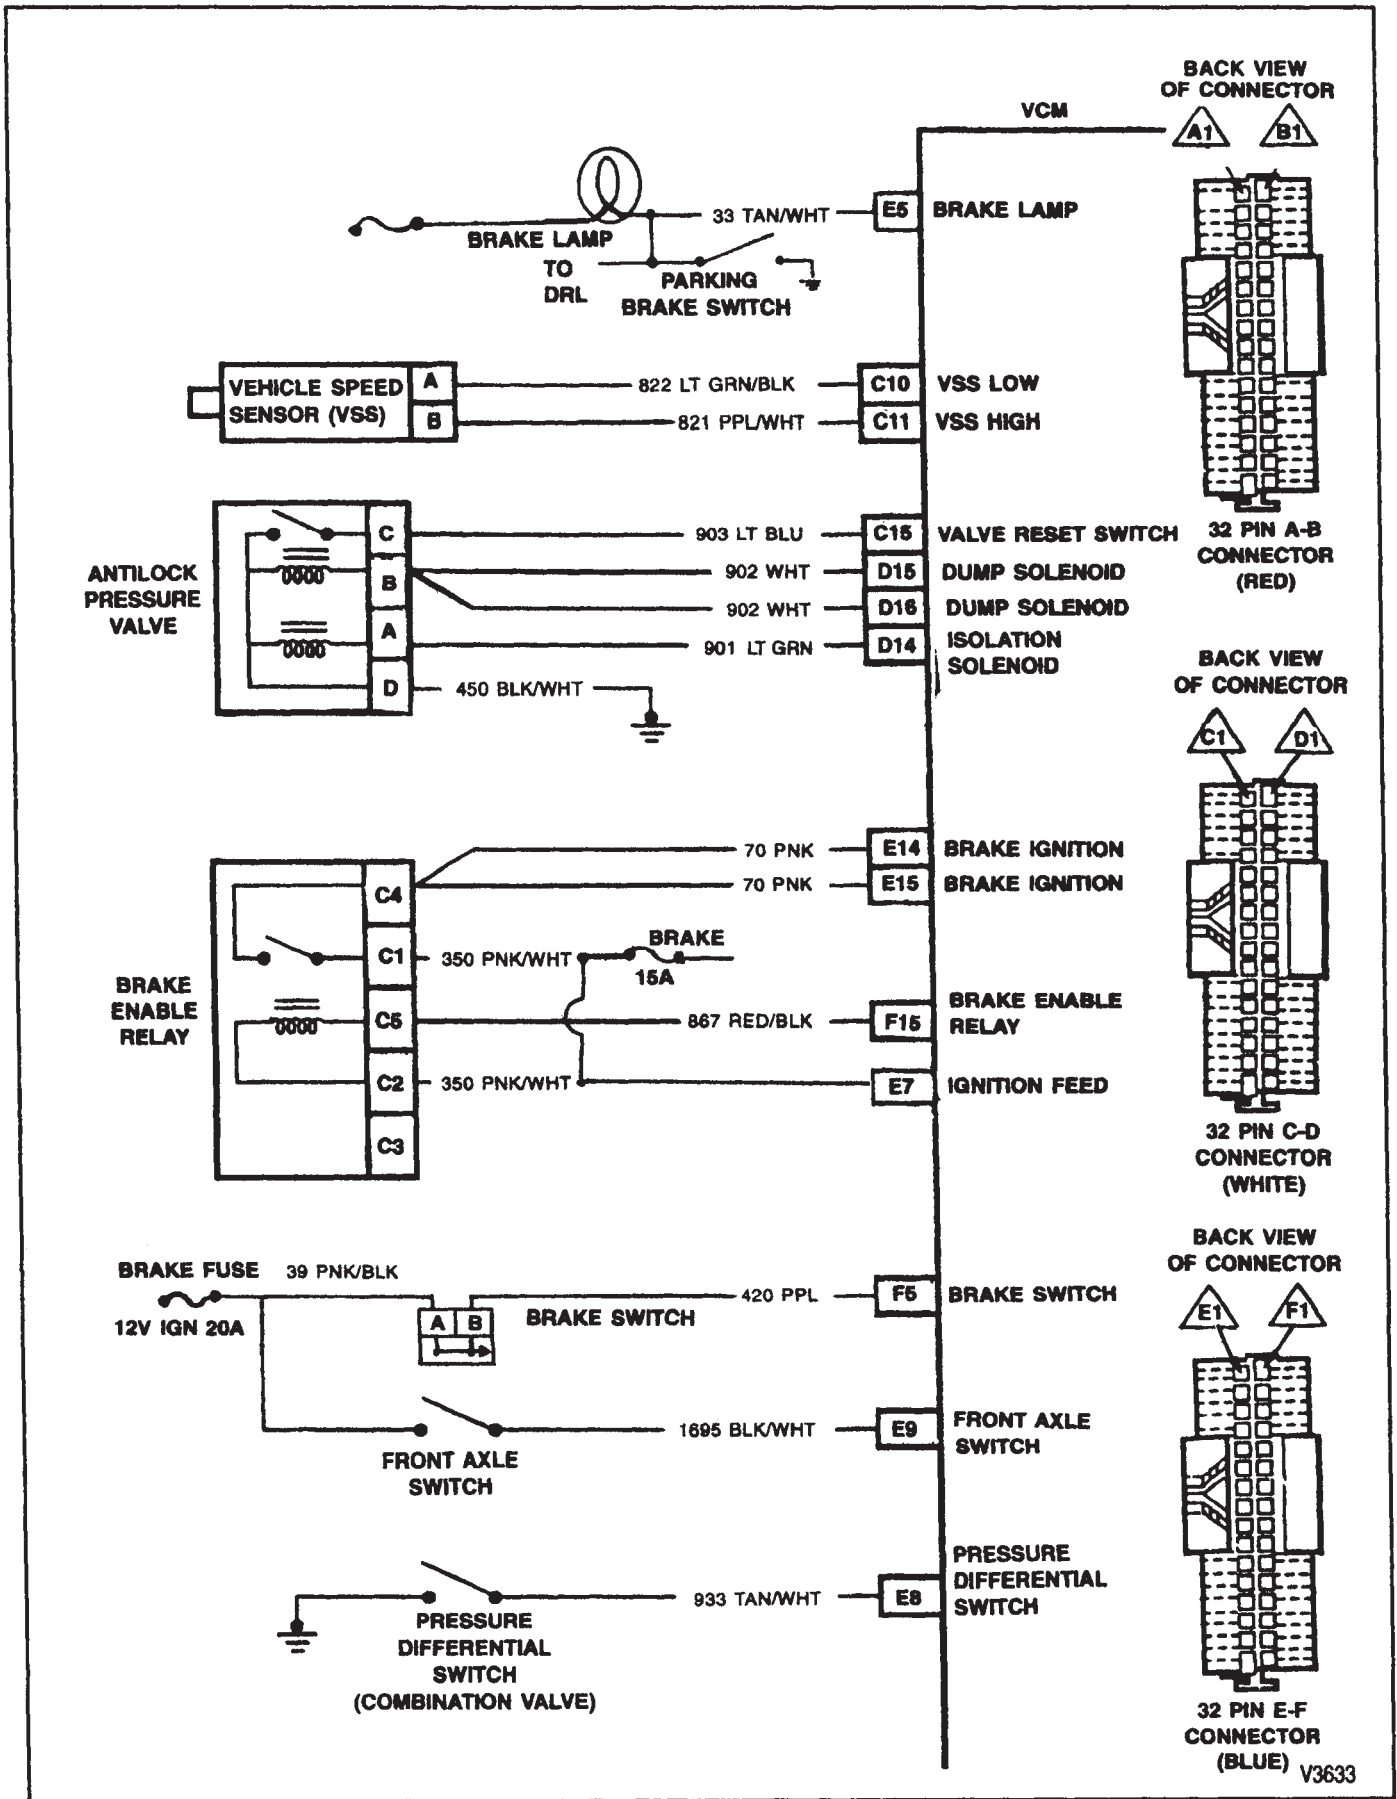 BACK VIEW
OF CONNECTOR
VCM
A1
B1
33 TAN/WHT
E5
BRAKE LAMP
BRAKE LAMP
TO
DRL
PARKING
BRAKE SWITCH
VEHICLE SPEED
SENSOR (VSS)
A
822 LT GRN/BLK
C10
VSS LOW
B
821 PPL/WHT
C11
VSS HIGH
32 PIN A-B
CONNECTOR
(RED)
ANTILOCK
PRESSURE
VALVE
C
903 LT BLU
C15
VALVE RESET SWITCH
B
902 WHT
D15
DUMP SOLENOID
902 WHT
D16
DUMP SOLENOID
A
901 LT GRN
D14
ISOLATION
SOLENOID
D
450 BLK/WHT
BACK VIEW
OF CONNECTOR
C1
D1
70 PNK
E14
BRAKE IGNITION
C4
70 PNK
E15
BRAKE IGNITION
C1
350 PNK/WHT
BRAKE
15A
BRAKE
ENABLE
RELAY
C5
867 RED/BLK
F15
BRAKE ENABLE
RELAY
C2
350 PNK/WHT
E7
IGNITION FEED
C3
32 PIN C-D
CONNECTOR
(WHITE)
BACK VIEW
OF CONNECTOR
E1
F1
BRAKE FUSE
39 PNK/BLK
12V IGN 20A
A
B
BRAKE SWITCH
420 PPL
F5
BRAKE SWITCH
FRONT AXLE
SWITCH
1695 BLK/WHT
E9
FRONT AXLE
SWITCH
PRESSURE
DIFFERENTIAL
SWITCH
(COMBINATION VALVE)
933 TAN/WHT
E8
PRESSURE
DIFFERENTIAL
SWITCH
32 PIN E-F
CONNECTOR
(BLUE)
V3633